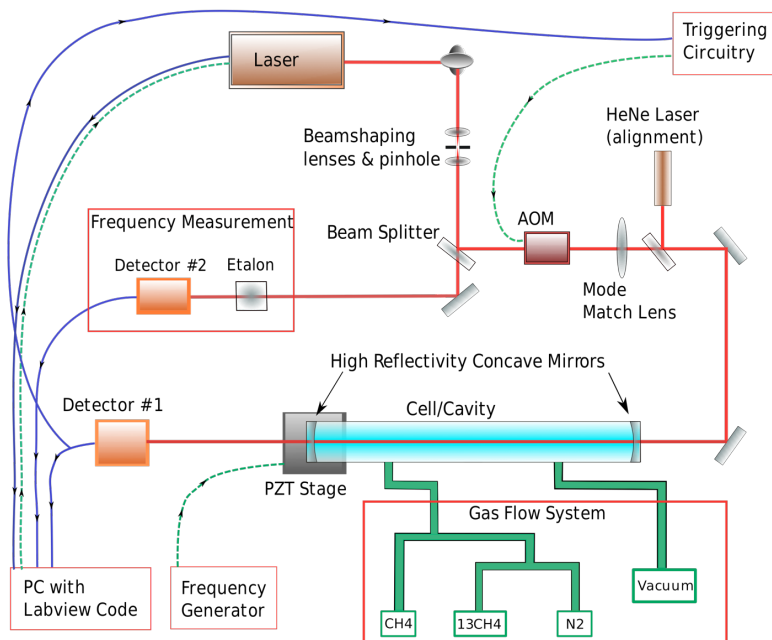 Triggering
Circuitry
Laser
HeNe Laser
(alignment)
Beamshaping
lenses & pinhole
Frequency Measurement
Beam Splitter
AOM
Detector #2
Etalon
Mode
Match Lens
High Reflectivity Concave Mirrors
Detector #1
Cell/Cavity
PZT Stage
Gas Flow System
PC with
Labview Code
Frequency
Generator
CH4
13CH4
N2
Vacuum